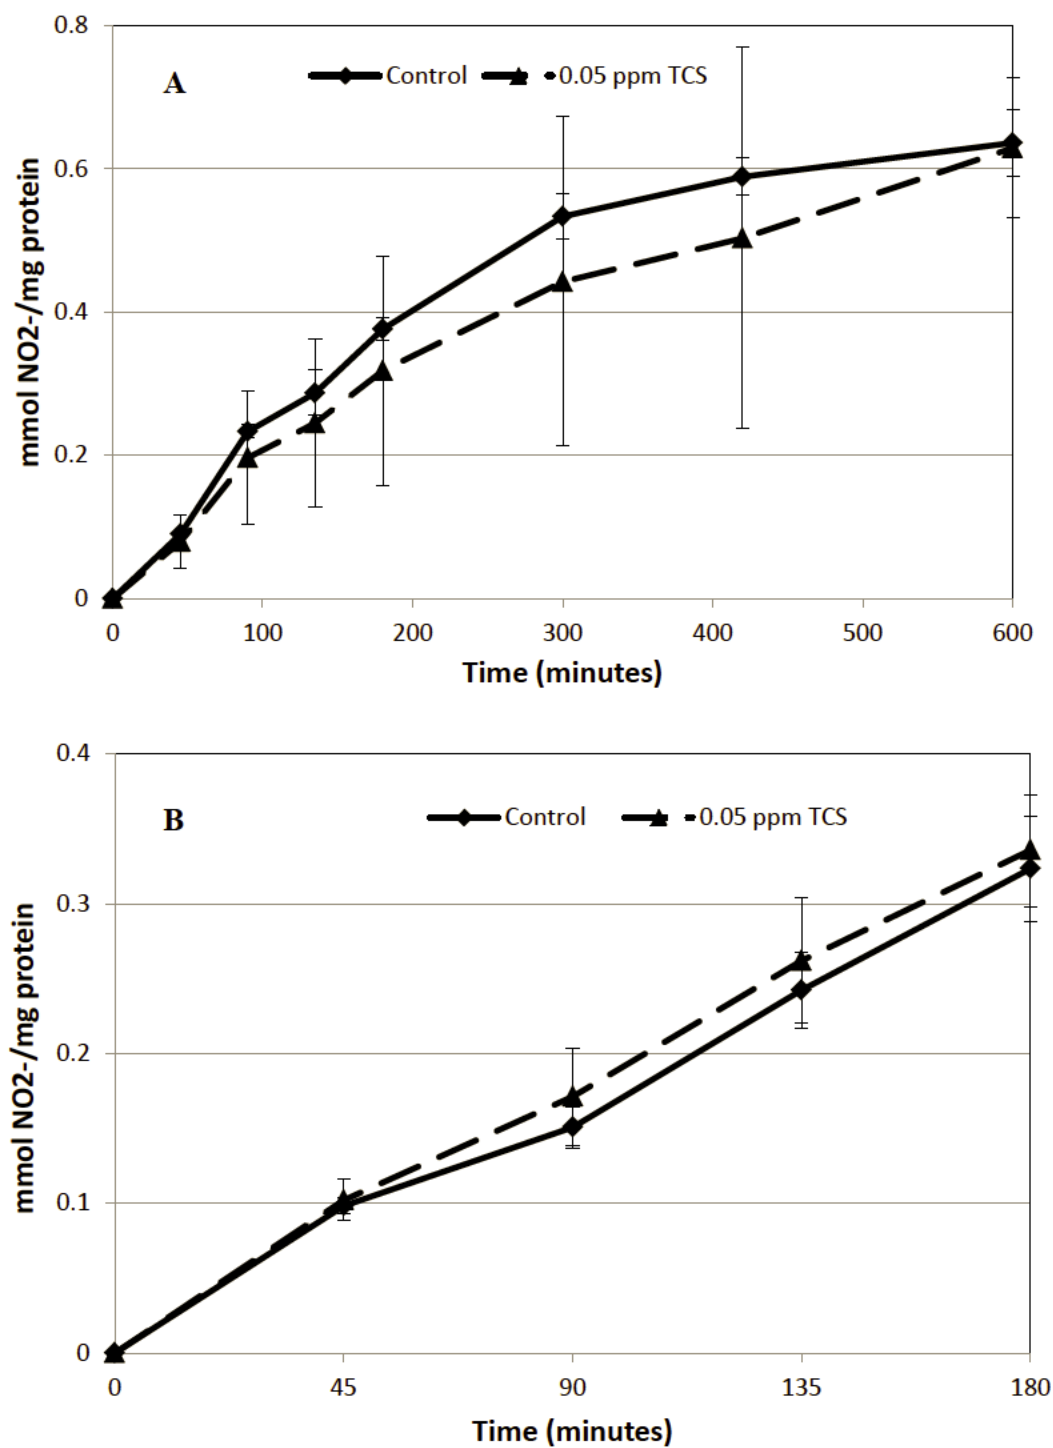 0.8
A
Control 0.05 ppm TCS
0.6
mmol NO2-/mg protein
0.4
0.2
0
0 100 200 300 400 500 600
Time (minutes)
0.4
B
Control 0.05 ppm TCS
0.3
mmol NO2-/mg protein
0.2
0.1
0
0 45 90 135 180
Time (minutes)